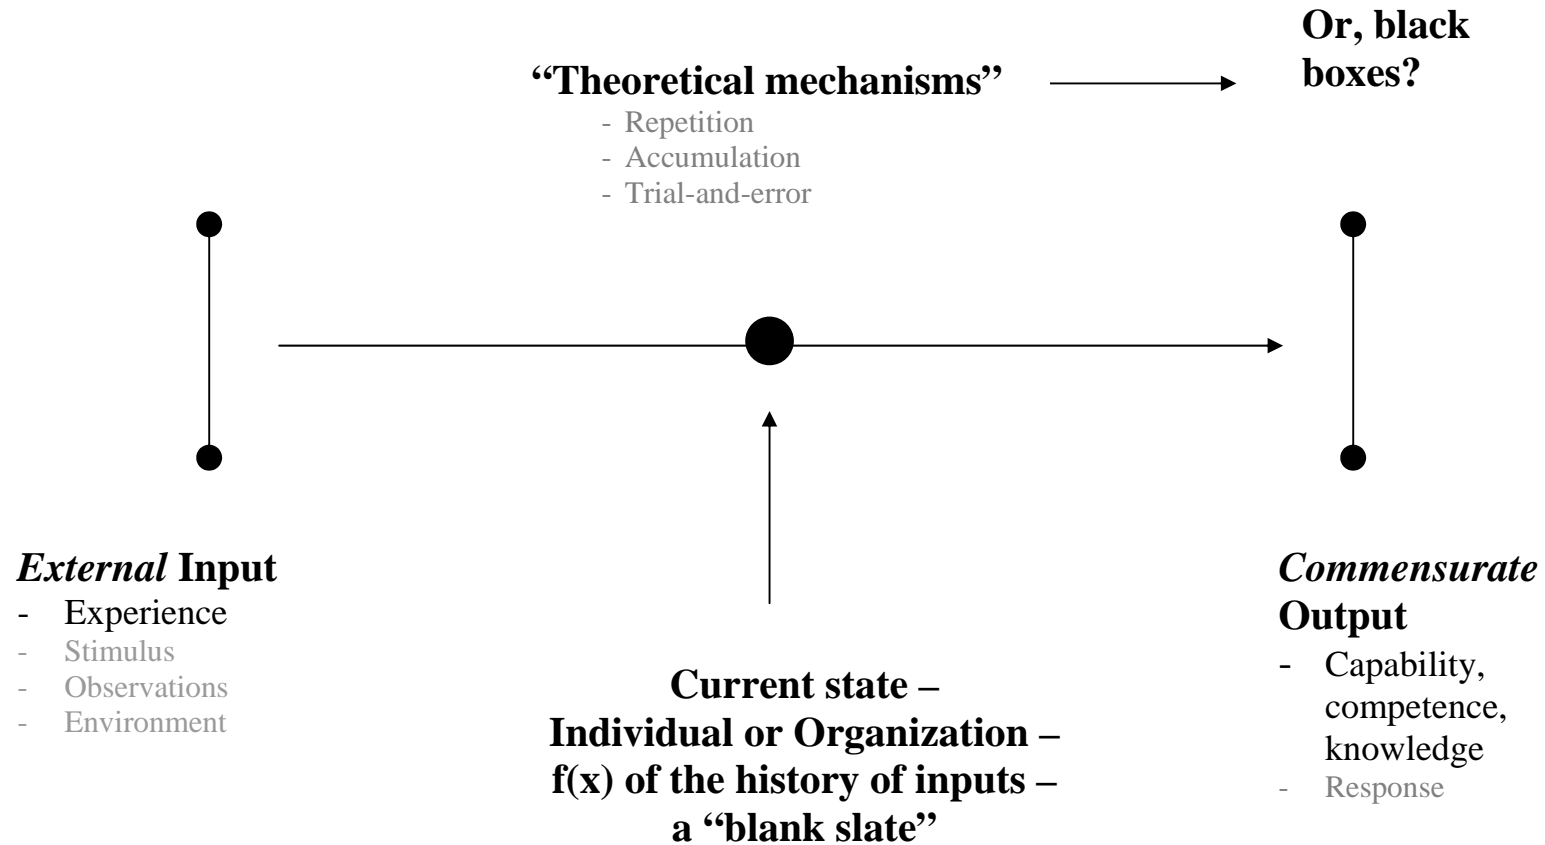 Or, black
boxes?
“Theoretical mechanisms”
- Repetition
- Accumulation
- Trial-and-error
External Input
- Experience
- Stimulus
- Observations
- Environment
Current state –
Individual or Organization –
f(x) of the history of inputs –
a “blank slate”
Commensurate
Output
- Capability,
competence,
knowledge
- Response